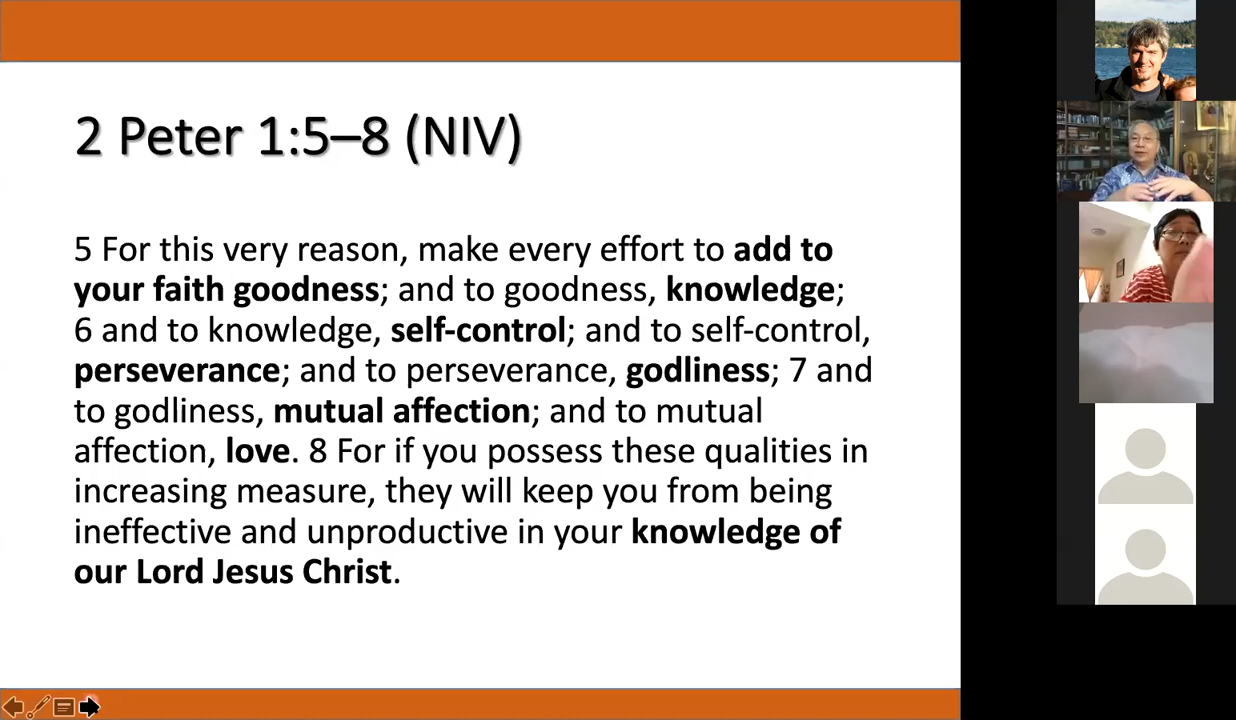 2 Peter 1:5–8 (NIV)
5 For this very reason, make every effort to add to
your faith goodness; and to goodness, knowledge;
6 and to knowledge, self-control; and to self-control,
perseverance; and to perseverance, godliness; 7 and
to godliness, mutual affection; and to mutual
affection, love. 8 For if you possess these qualities in
increasing measure, they will keep you from being
ineffective and unproductive in your knowledge of
our Lord Jesus Christ.